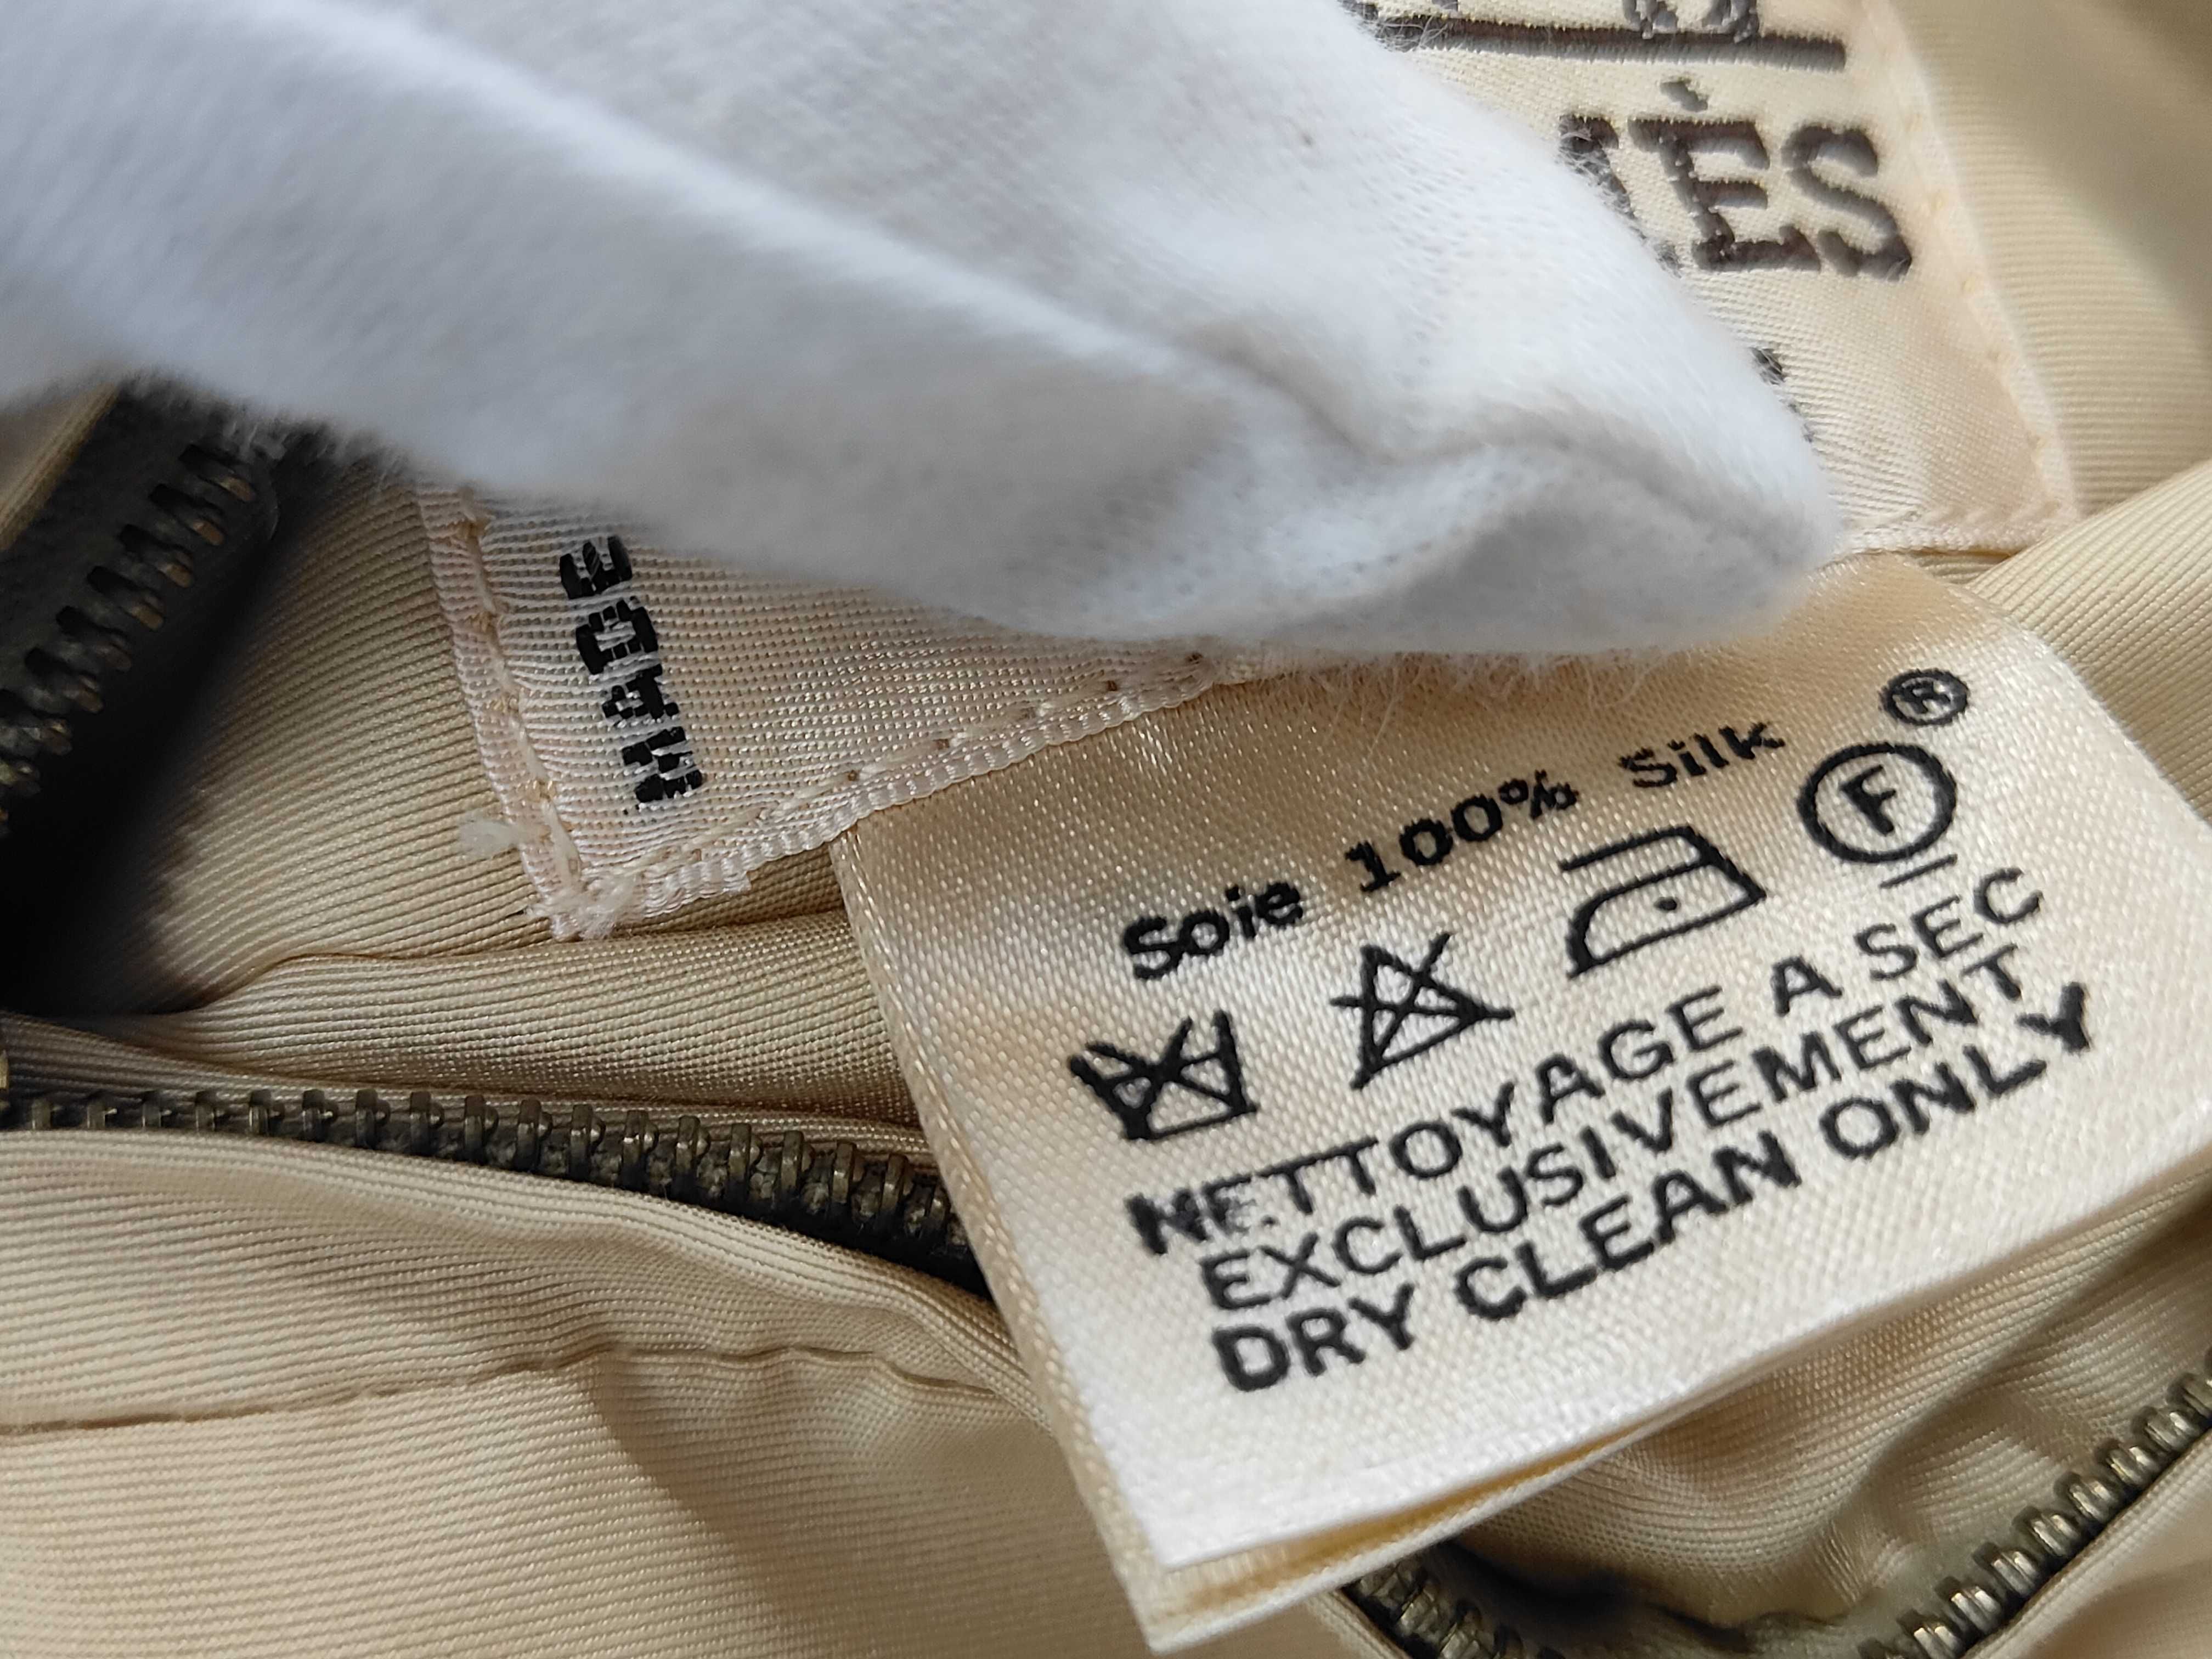 ÈS
MADE
Soie 100% Silk
®
F
NETTOYAGE A SEC
EXCLUSIVEMENT
DRY CLEAN ONLY